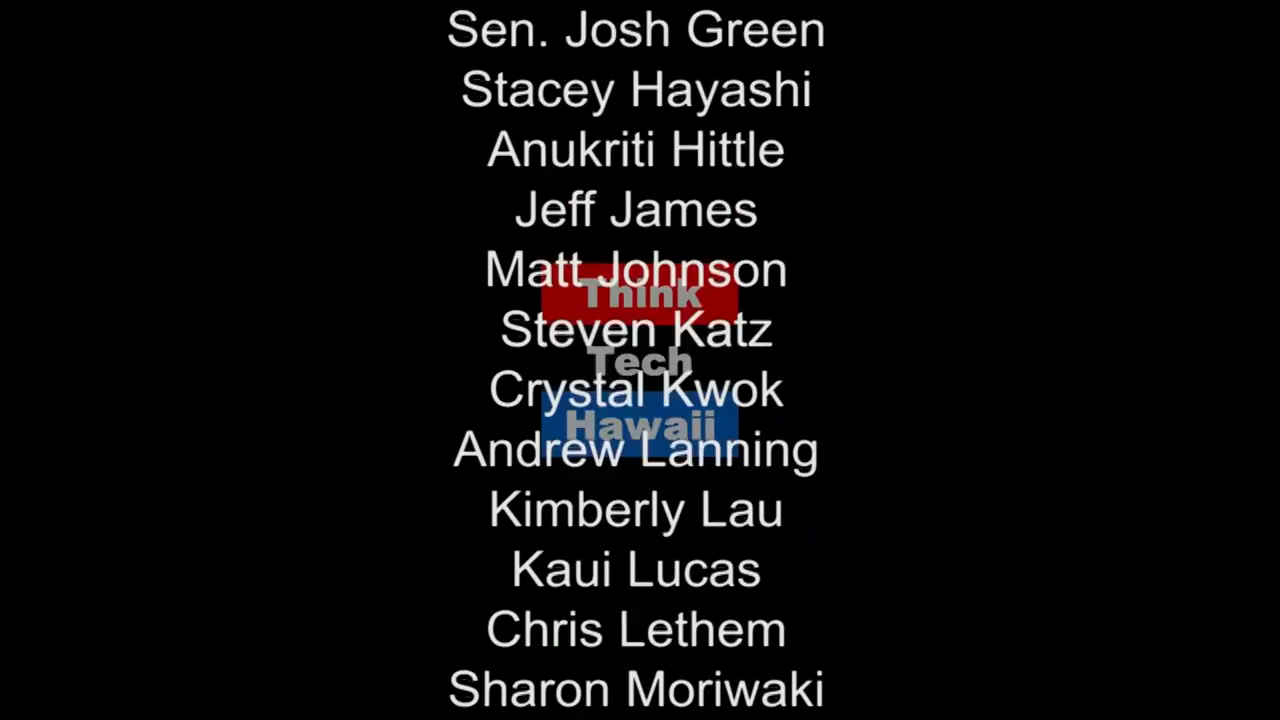 Sen. Josh Green
Stacey Hayashi
Anukriti Hittle
Jeff James
Matt Johnson
Think
Steven Katz
Tech
Crystal Kwok
Hawaii
Andrew Lanning
Kimberly Lau
Kaui Lucas
Chris Lethem
Sharon Moriwaki